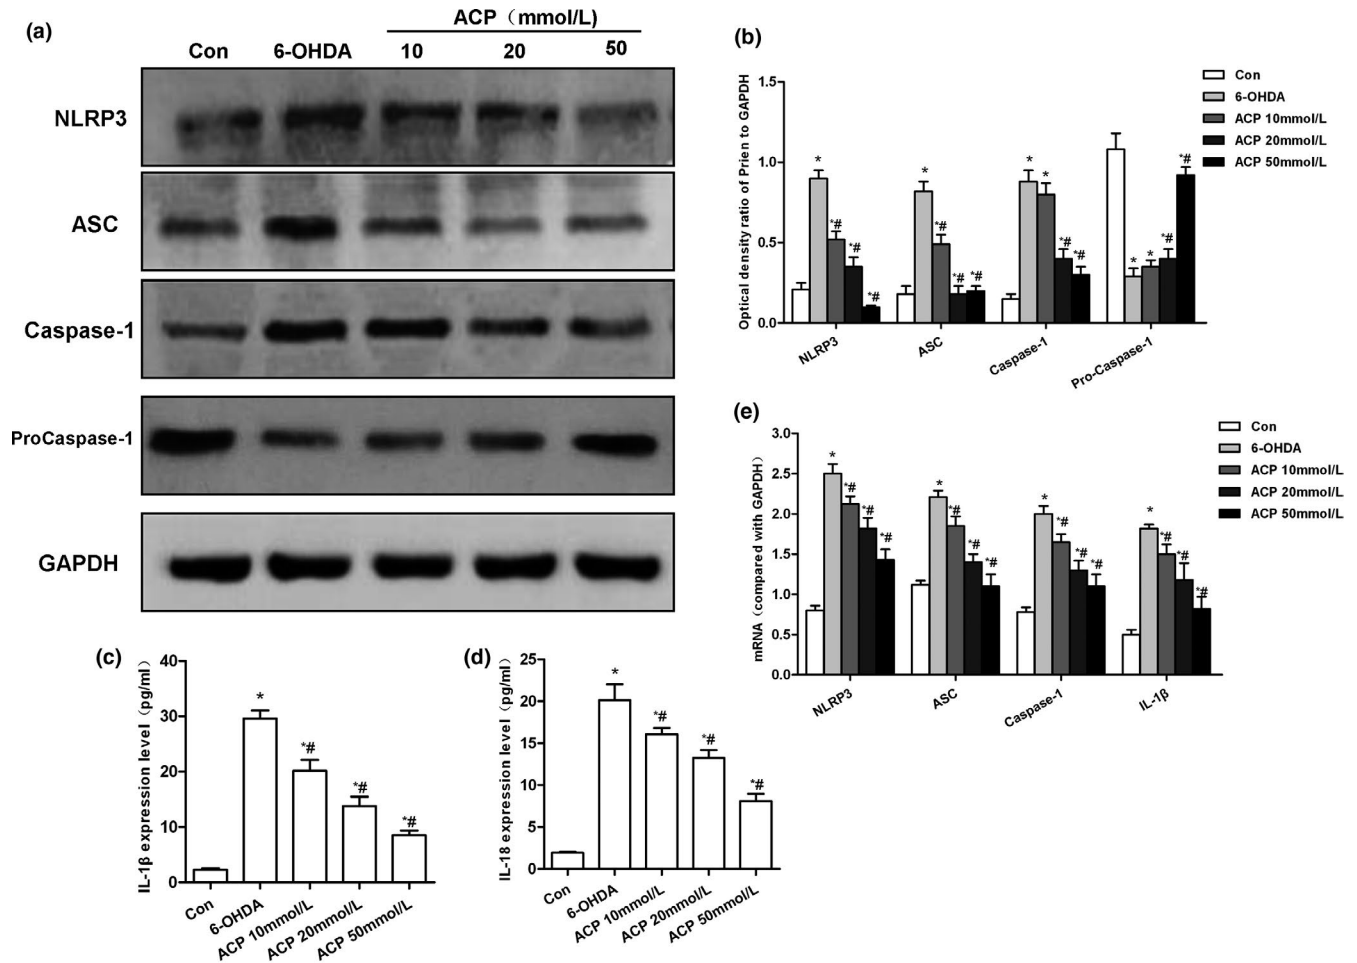 (a)
ACP（mmol/L)
Con 6-OHDA 10 20 50
NLRP3
ASC
Caspase-1
ProCaspase-1
GAPDH
(b)
Optical density ratio of Prien to GAPDH
1.5
1.0
0.5
0.0
* *# *# *#
* *# *# *#
* * *# *#
* * *# *#
NLRP3 ASC Caspase-1 Pro-Caspase-1
Con
6-OHDA
ACP 10mmol/L
ACP 20mmol/L
ACP 50mmol/L
(c)
IL-1β expression level（pg/ml）
40
30
20
10
0
* *# *# *#
Con 6-OHDA ACP 10mmol/L ACP 20mmol/L ACP 50mmol/L
(d)
IL-18 expression level (pg/ml)
25
20
15
10
5
0
* *# *# *#
Con 6-OHDA ACP 10mmol/L ACP 20mmol/L ACP 50mmol/L
(e)
mRNA（compared with GAPDH）
3.0
2.5
2.0
1.5
1.0
0.5
0.0
* *# *# *#
* *# *# *#
* *# *# *#
* *# *# *#
NLRP3 ASC Caspase-1 IL-1β
Con
6-OHDA
ACP 10mmol/L
ACP 20mmol/L
ACP 50mmol/L